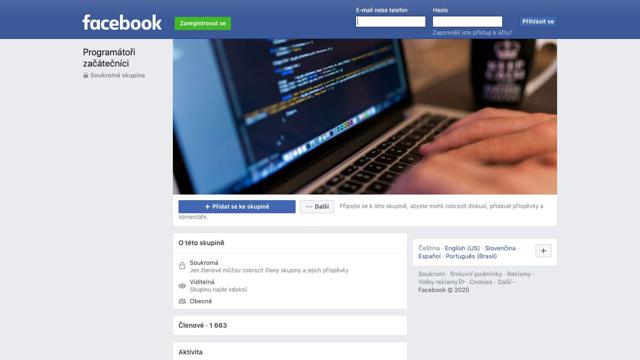 facebook
Zaregistrovat se
E-mail nebo telefon
Heslo
Přihlásit se
Zapomněli jste přístup k účtu?
Programátoři
začátečníci
Soukromá skupina
+ Přidat se ke skupině
··· Další
Připojte se k této skupině, abyste mohli zobrazit diskusi, přidávat příspěvky a
komentáře.
O této skupině
Soukromá
Jen členové můžou zobrazit členy skupiny a jejich příspěvky
Viditelná
Skupinu najde kdokoli
Obecné
Členové · 1 663
Aktivita
Čeština · English (US) · Slovenčina ·
Español · Português (Brasil)
+
Soukromí · Smluvní podmínky · Reklamy ·
Volby reklamy · Cookies · Další
Facebook © 2020